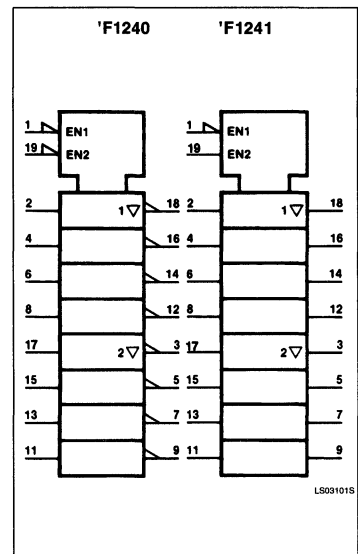 'F1240 'F1241
1 EN1 1 EN1
19 EN2 19 EN2
2 1▽ 18 2 1▽ 18
4 16 4 16
6 14 6 14
8 12 8 12
17 2▽ 3 17 2▽ 3
15 5 15 5
13 7 13 7
11 9 11 9
LS03101S